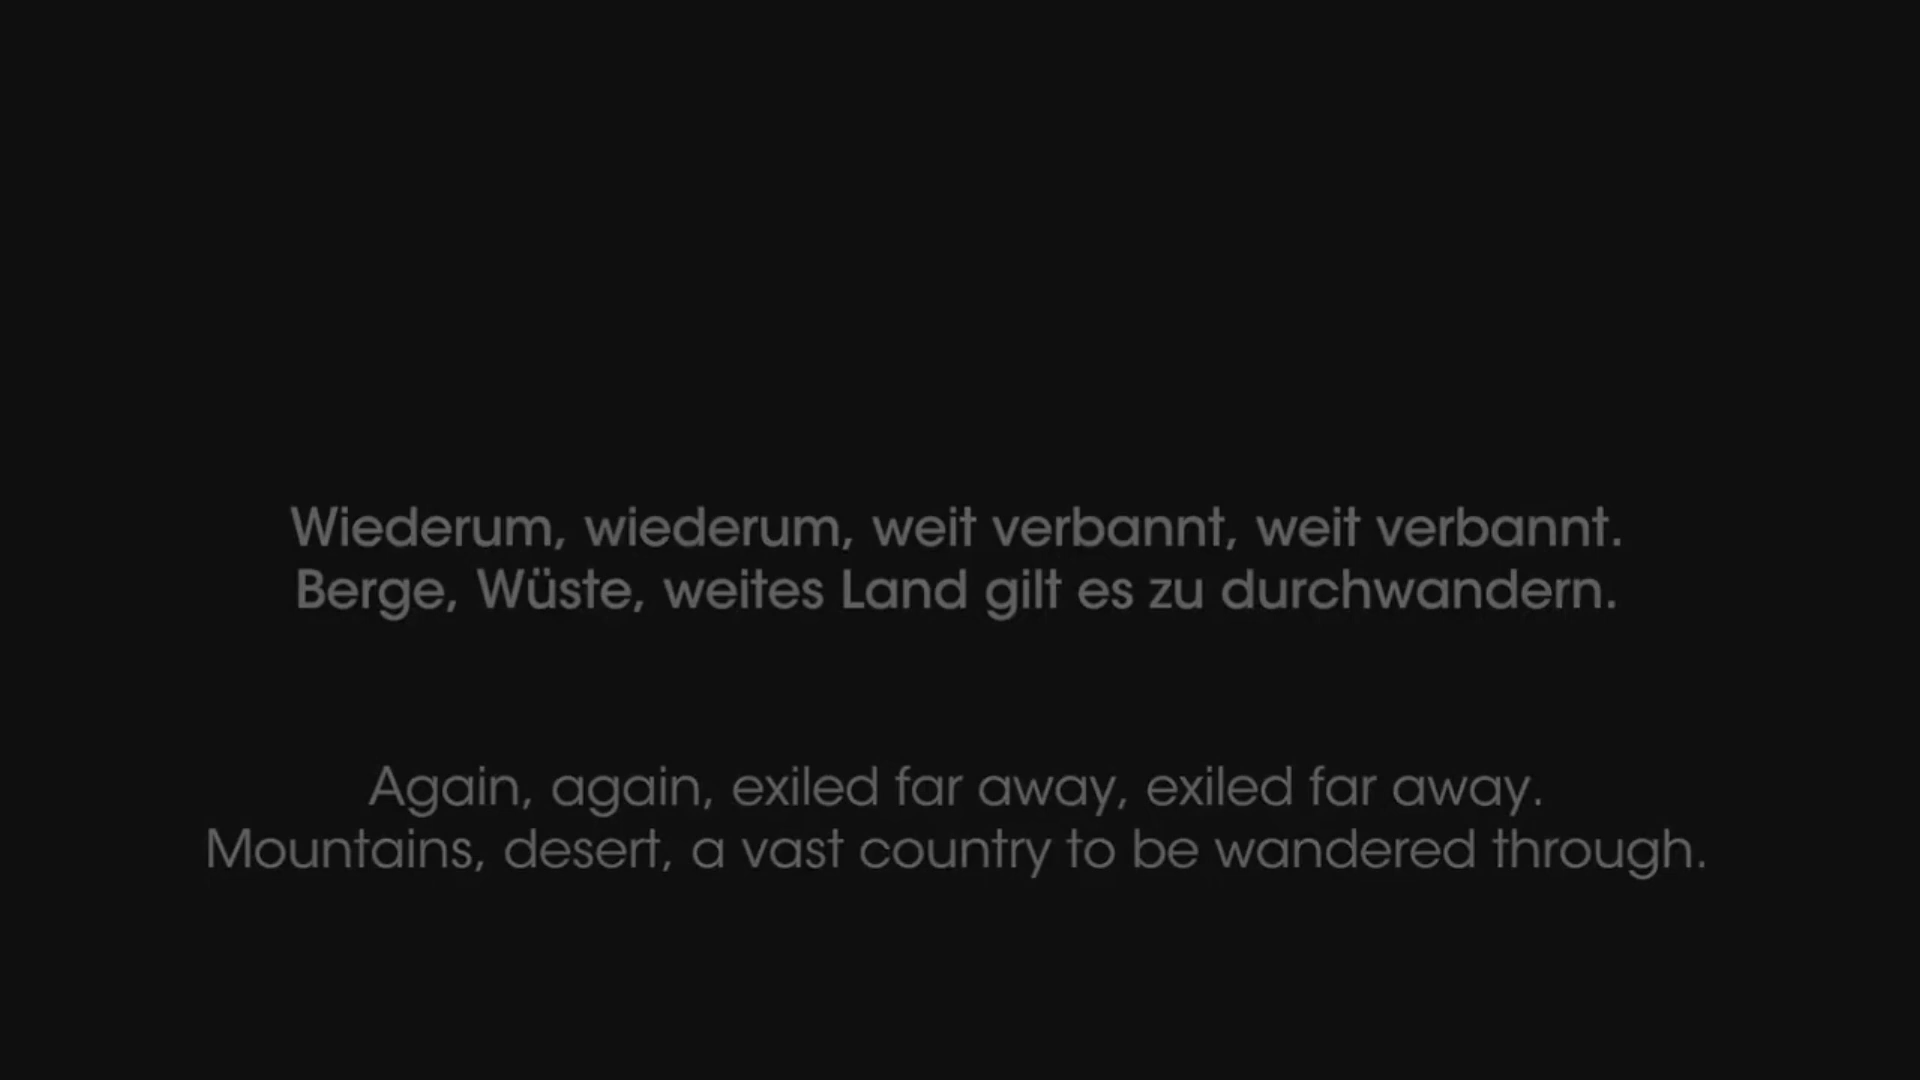 Wiederum, wiederum, weit verbannt, weit verbannt.
Berge, Wüste, weites Land gilt es zu durchwandern.
Again, again, exiled far away, exiled far away.
Mountains, desert, a vast country to be wandered through.